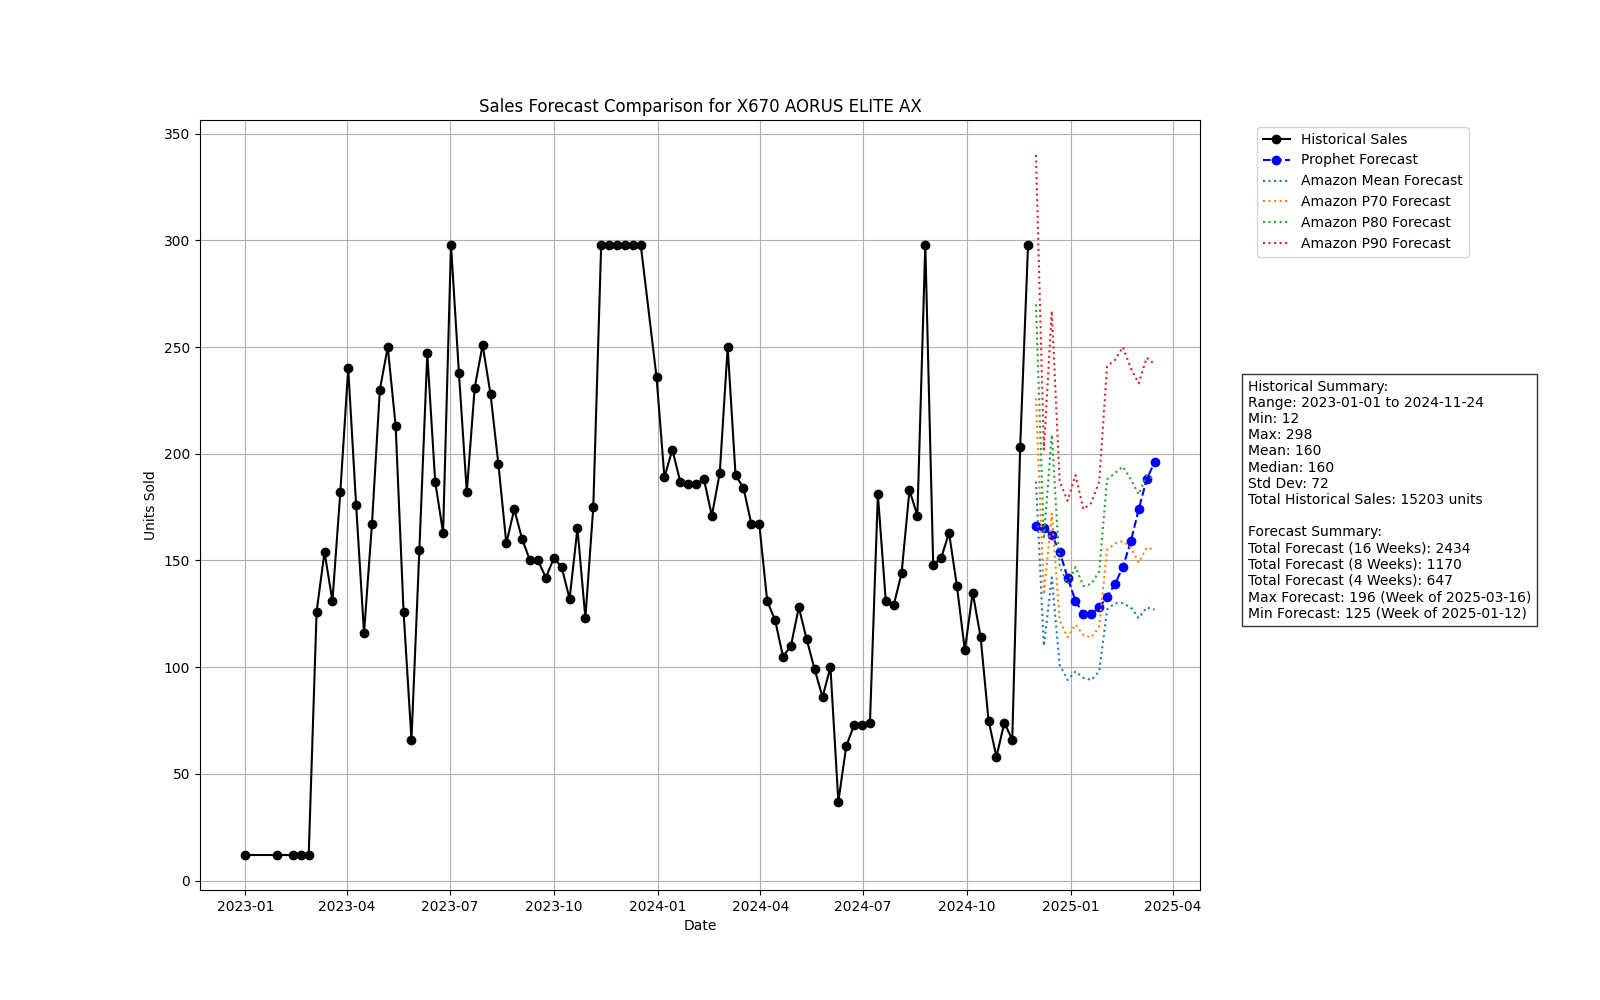 Sales Forecast Comparison for X670 AORUS ELITE AX
350
300
250
200
150
100
50
0
Units Sold
2023-01
2023-04
2023-07
2023-10
2024-01
2024-04
2024-07
2024-10
2025-01
2025-04
Date
Historical Sales
Prophet Forecast
Amazon Mean Forecast
Amazon P70 Forecast
Amazon P80 Forecast
Amazon P90 Forecast
Historical Summary:
Range: 2023-01-01 to 2024-11-24
Min: 12
Max: 298
Mean: 160
Median: 160
Std Dev: 72
Total Historical Sales: 15203 units
Forecast Summary:
Total Forecast (16 Weeks): 2434
Total Forecast (8 Weeks): 1170
Total Forecast (4 Weeks): 647
Max Forecast: 196 (Week of 2025-03-16)
Min Forecast: 125 (Week of 2025-01-12)